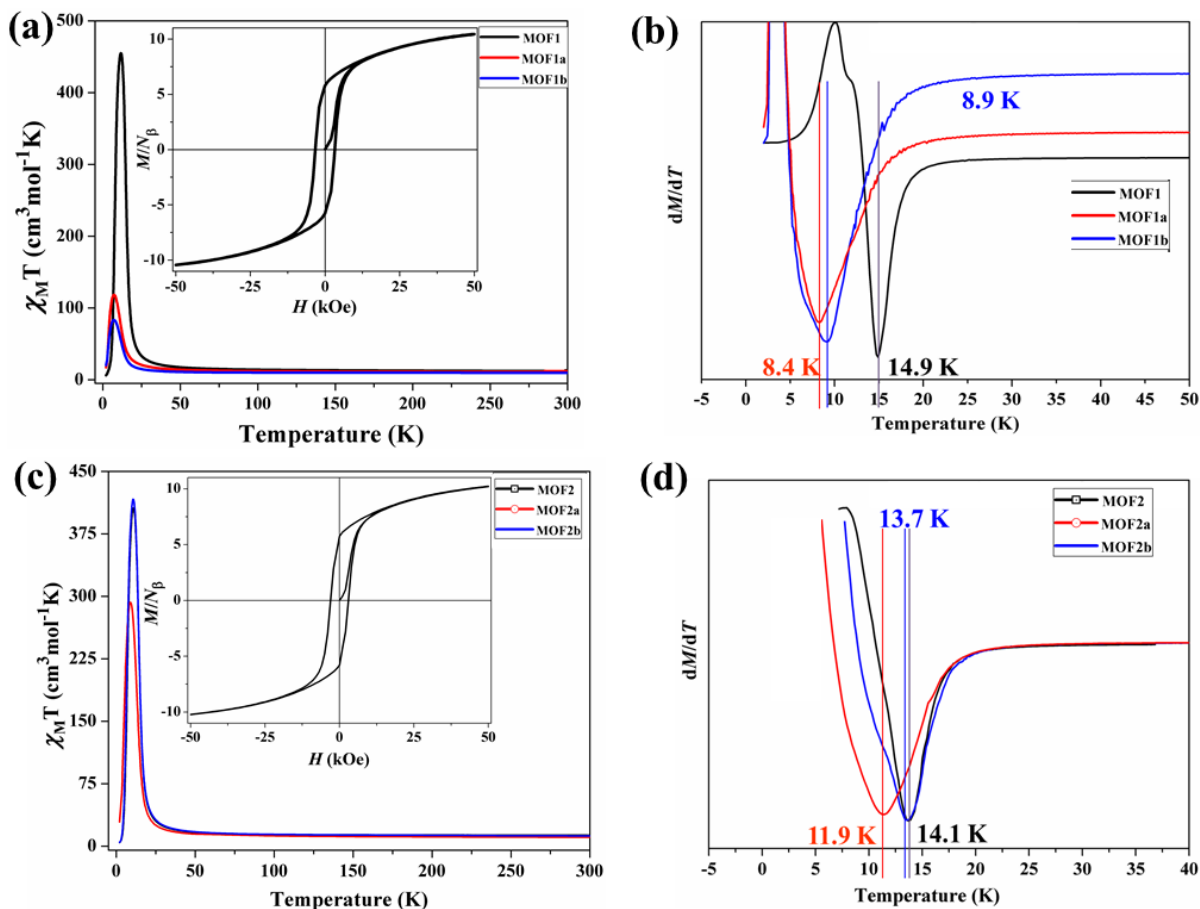 (a)
500
450
400
350
300
250
200
150
100
50
0
χMT (cm3mol-1K)
0 50 100 150 200 250 300
Temperature (K)
MOF1
MOF1a
MOF1b
10
5
0
-5
-10
M/Nβ
-50 -25 0 25 50
H (kOe)
(b)
dM/dT
8.9 K
MOF1
MOF1a
MOF1b
8.4 K 14.9 K
-5 0 5 10 15 20 25 30 35 40 45 50
Temperature (K)
(c)
450
375
300
225
150
75
0
χMT (cm3mol-1K)
0 50 100 150 200 250 300
Temperature (K)
MOF2
MOF2a
MOF2b
10
5
0
-5
-10
M/Nβ
-50 -25 0 25 50
H (kOe)
(d)
dM/dT
13.7 K
MOF2
MOF2a
MOF2b
11.9 K 14.1 K
-5 0 5 10 15 20 25 30 35 40
Temperature (K)